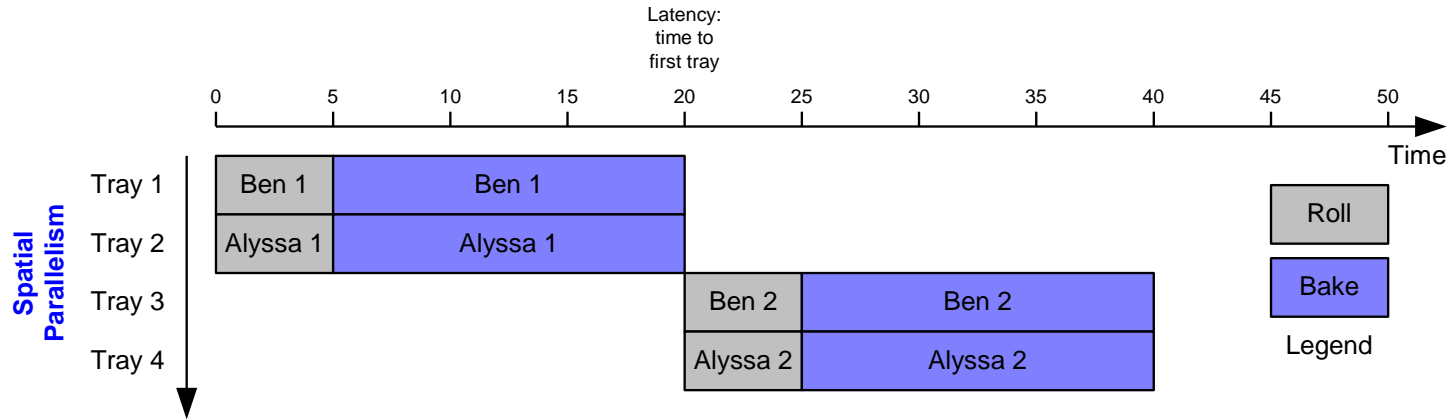 Latency:
time to
first tray
0 5 10 15 20 25 30 35 40 45 50
Time
Spatial
Parallelism
Tray 1 Ben 1 Ben 1
Tray 2 Alyssa 1 Alyssa 1
Tray 3 Ben 2 Ben 2
Tray 4 Alyssa 2 Alyssa 2
Roll
Bake
Legend